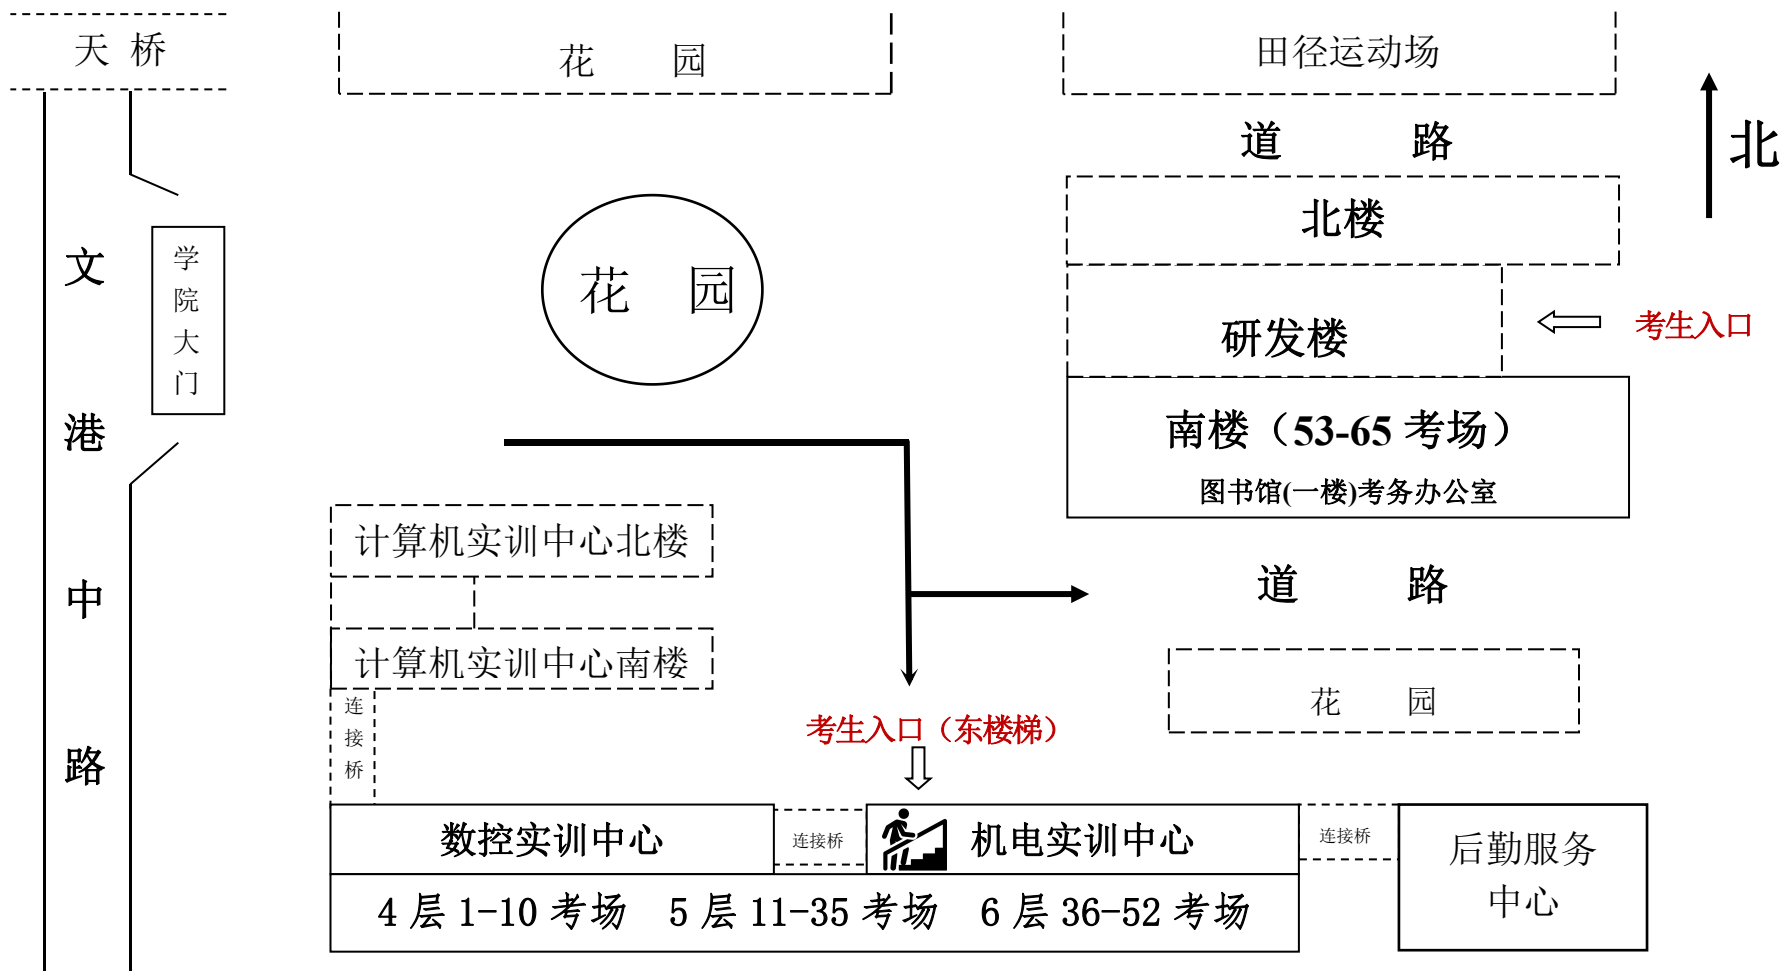 天 桥
花 园
田径运动场
北
道 路
北楼
研发楼
考生入口
南楼（53-65 考场）
图书馆(一楼)考务办公室
文港中路
学院大门
花 园
计算机实训中心北楼
计算机实训中心南楼
连接桥
道 路
花 园
考生入口（东楼梯）
数控实训中心
连接桥
机电实训中心
连接桥
后勤服务
中心
4 层 1-10 考场 5 层 11-35 考场 6 层 36-52 考场